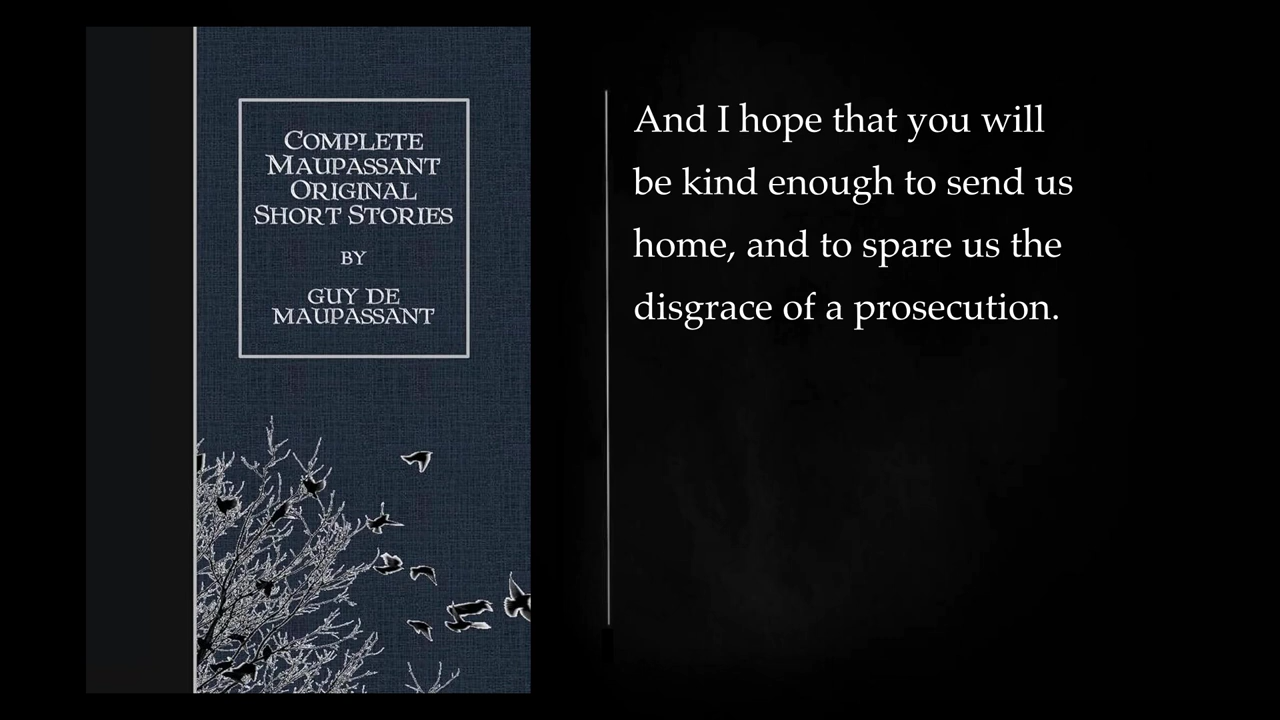 COMPLETE
MAUPASSANT
ORIGINAL
SHORT STORIES
BY
GUY DE
MAUPASSANT
And I hope that you will
be kind enough to send us
home, and to spare us the
disgrace of a prosecution.